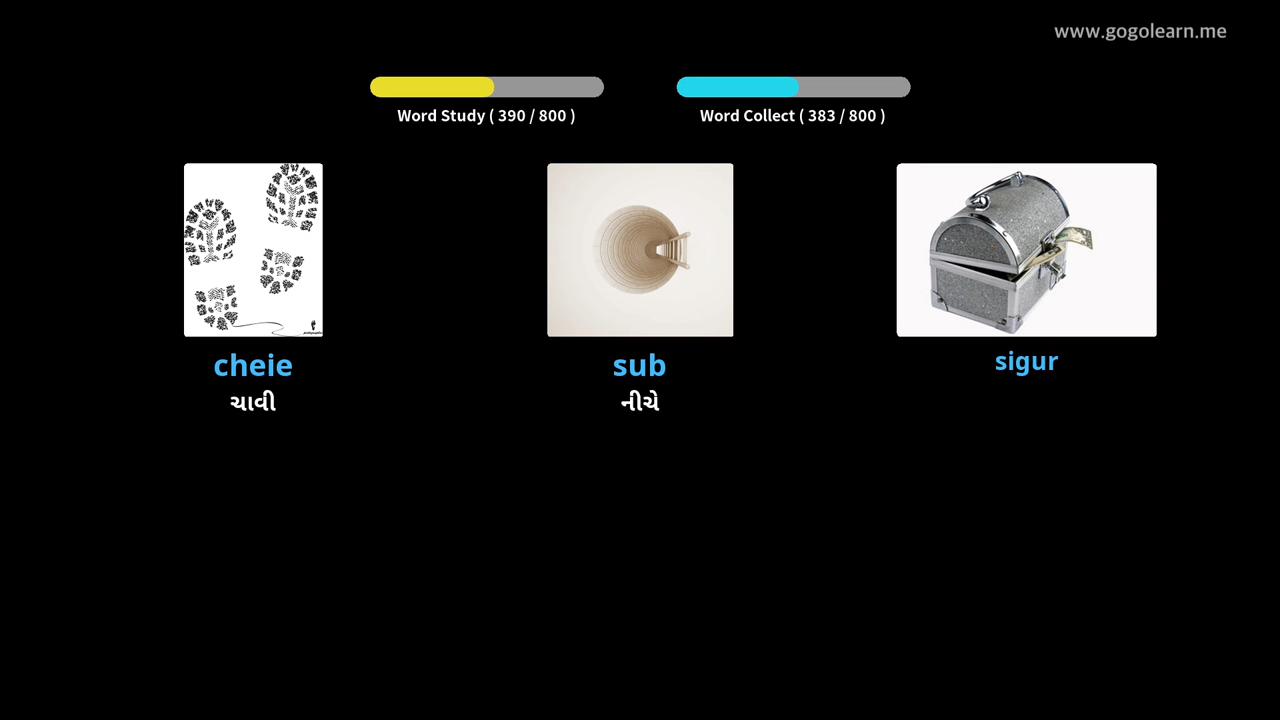 www.gogolearn.me
Word Study ( 390 / 800 )
Word Collect ( 383 / 800 )
cheie
ચાવી
sub
નીચે
sigur